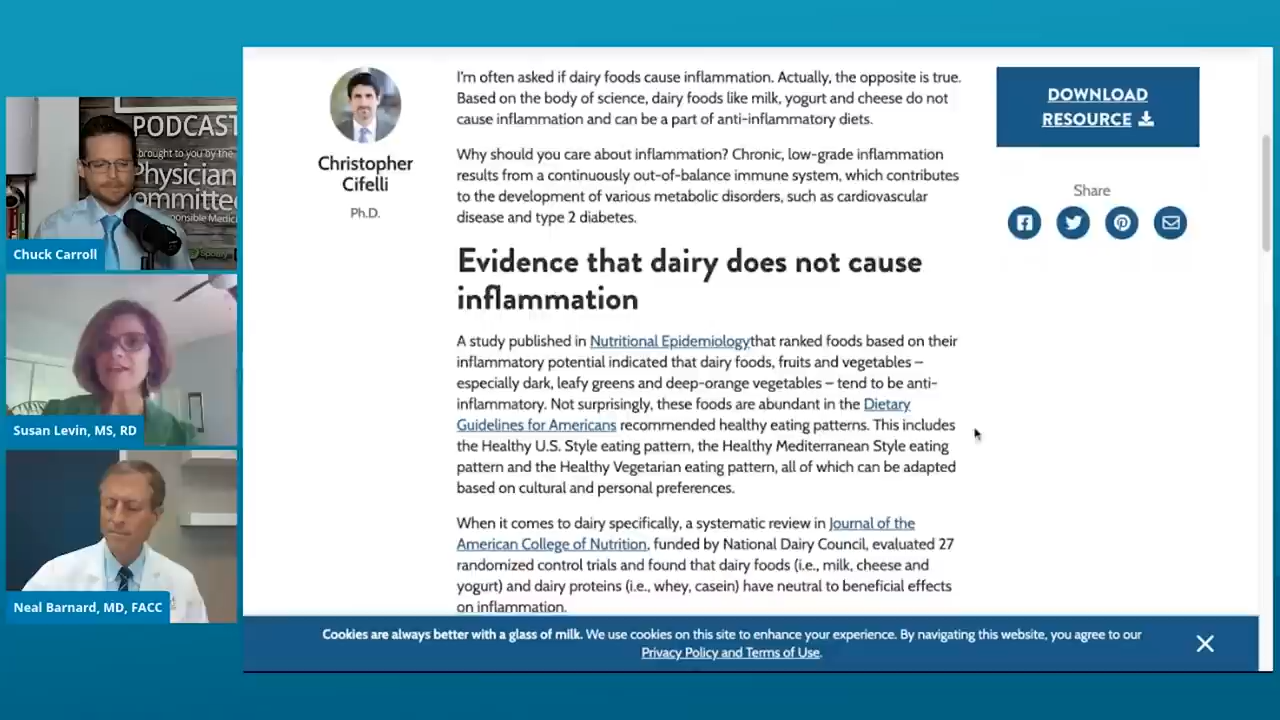 PODCAST
brought to you by the
Physician
ommittee
Chuck Carroll
Susan Levin, MS, RD
Neal Barnard, MD, FACC
Christopher
Cifelli
Ph.D.
I'm often asked if dairy foods cause inflammation. Actually, the opposite is true.
Based on the body of science, dairy foods like milk, yogurt and cheese do not
cause inflammation and can be a part of anti-inflammatory diets.
Why should you care about inflammation? Chronic, low-grade inflammation
results from a continuously out-of-balance immune system, which contributes
to the development of various metabolic disorders, such as cardiovascular
disease and type 2 diabetes.
Evidence that dairy does not cause
inflammation
A study published in Nutritional Epidemiologythat ranked foods based on their
inflammatory potential indicated that dairy foods, fruits and vegetables –
especially dark, leafy greens and deep-orange vegetables – tend to be anti-
inflammatory. Not surprisingly, these foods are abundant in the Dietary
Guidelines for Americans recommended healthy eating patterns. This includes
the Healthy U.S. Style eating pattern, the Healthy Mediterranean Style eating
pattern and the Healthy Vegetarian eating pattern, all of which can be adapted
based on cultural and personal preferences.
When it comes to dairy specifically, a systematic review in Journal of the
American College of Nutrition, funded by National Dairy Council, evaluated 27
randomized control trials and found that dairy foods (i.e., milk, cheese and
yogurt) and dairy proteins (i.e., whey, casein) have neutral to beneficial effects
on inflammation.
DOWNLOAD
RESOURCE
Share
Cookies are always better with a glass of milk. We use cookies on this site to enhance your experience. By navigating this website, you agree to our
Privacy Policy and Terms of Use.